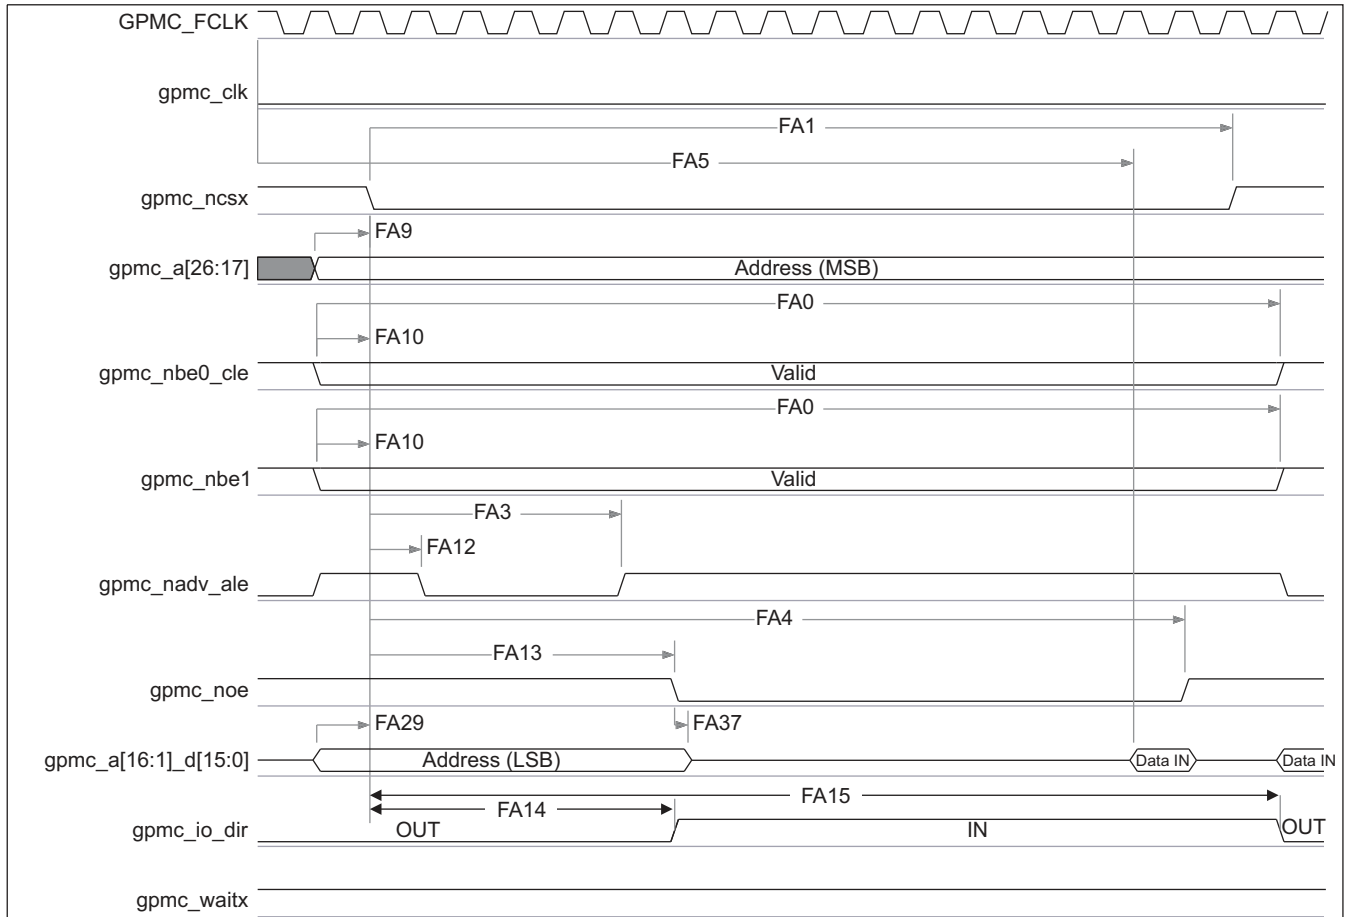 GPMC_FCLK
gpmc_clk
FA1
FA5
gpmc_ncsx
FA9
gpmc_a[26:17] Address (MSB)
FA0
FA10
gpmc_nbe0_cle Valid
FA0
FA10
gpmc_nbe1 Valid
FA3
FA12
gpmc_nadv_ale
FA4
FA13
gpmc_noe
FA29 FA37
gpmc_a[16:1]_d[15:0] Address (LSB) Data IN Data IN
FA15
FA14
gpmc_io_dir OUT IN OUT
gpmc_waitx